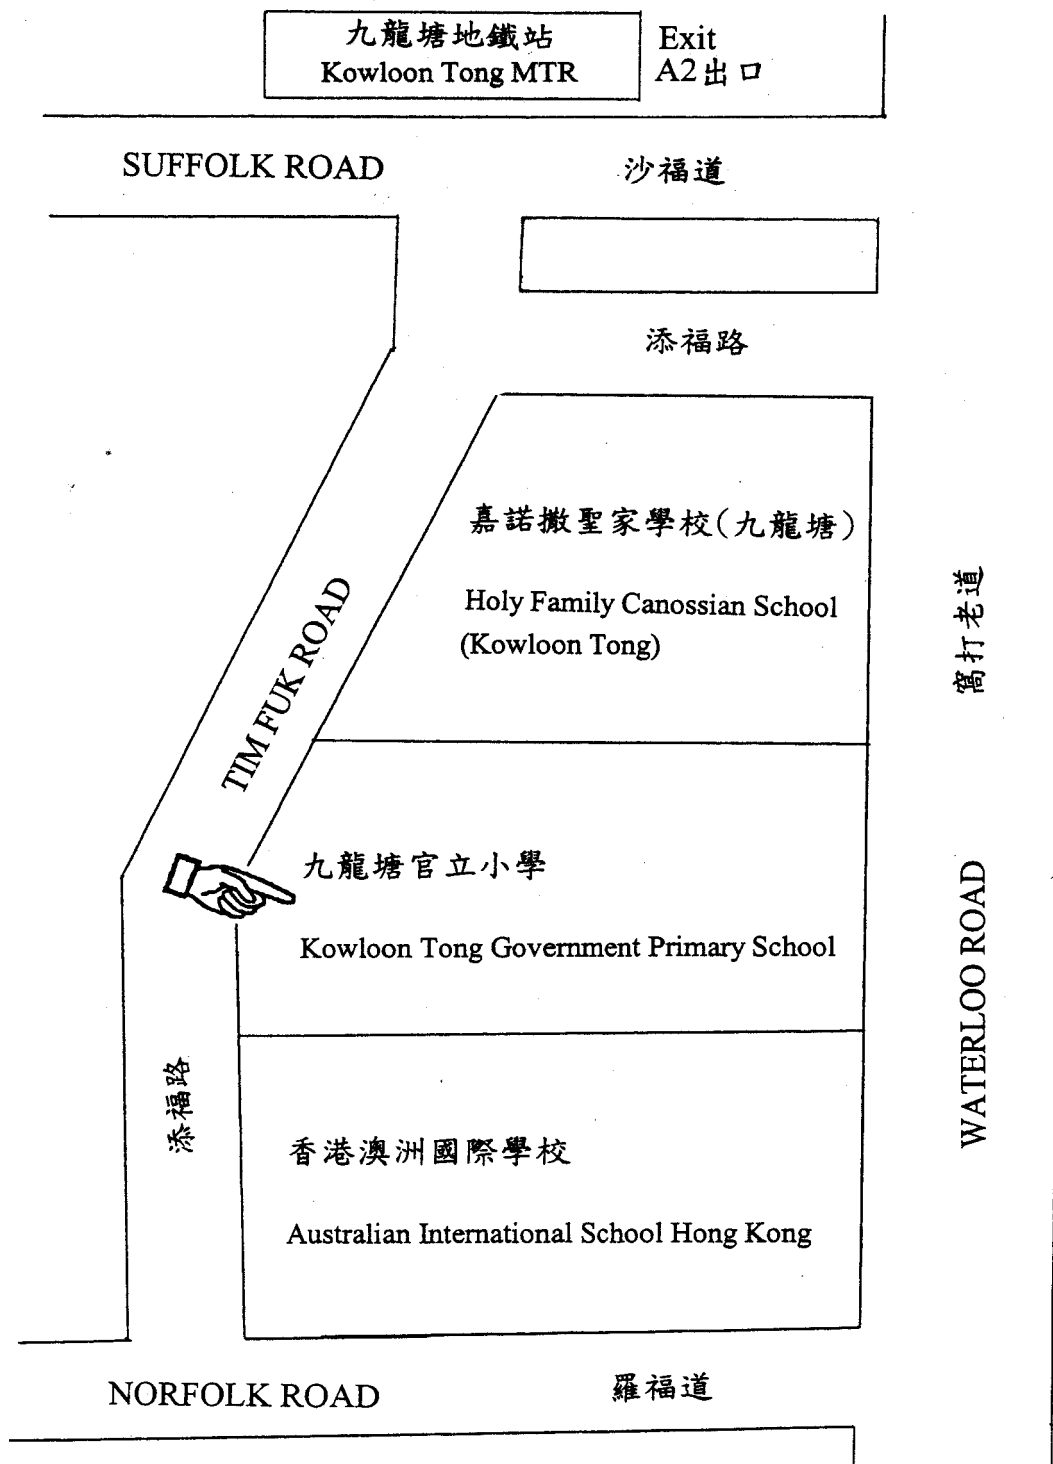 九龍塘地鐵站
Kowloon Tong MTR
Exit
A2出口
SUFFOLK ROAD
沙福道
添福路
嘉諾撒聖家學校(九龍塘)
Holy Family Canossian School
(Kowloon Tong)
TIM FUK ROAD
窩打老道
九龍塘官立小學
Kowloon Tong Government Primary School
WATERLOO ROAD
添福路
香港澳洲國際學校
Australian International School Hong Kong
NORFOLK ROAD
羅福道